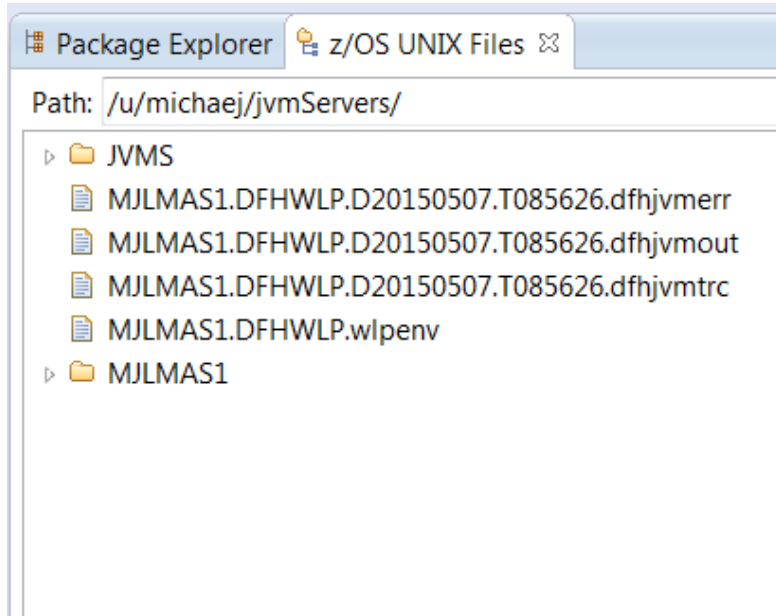 Package Explorer z/OS UNIX Files
Path: /u/michaej/jvmServers/
JVMS
MJLMAS1.DFHWLP.D20150507.T085626.dfhjvmerr
MJLMAS1.DFHWLP.D20150507.T085626.dfhjvmout
MJLMAS1.DFHWLP.D20150507.T085626.dfhjvmtrc
MJLMAS1.DFHWLP.wlpenv
MJLMAS1